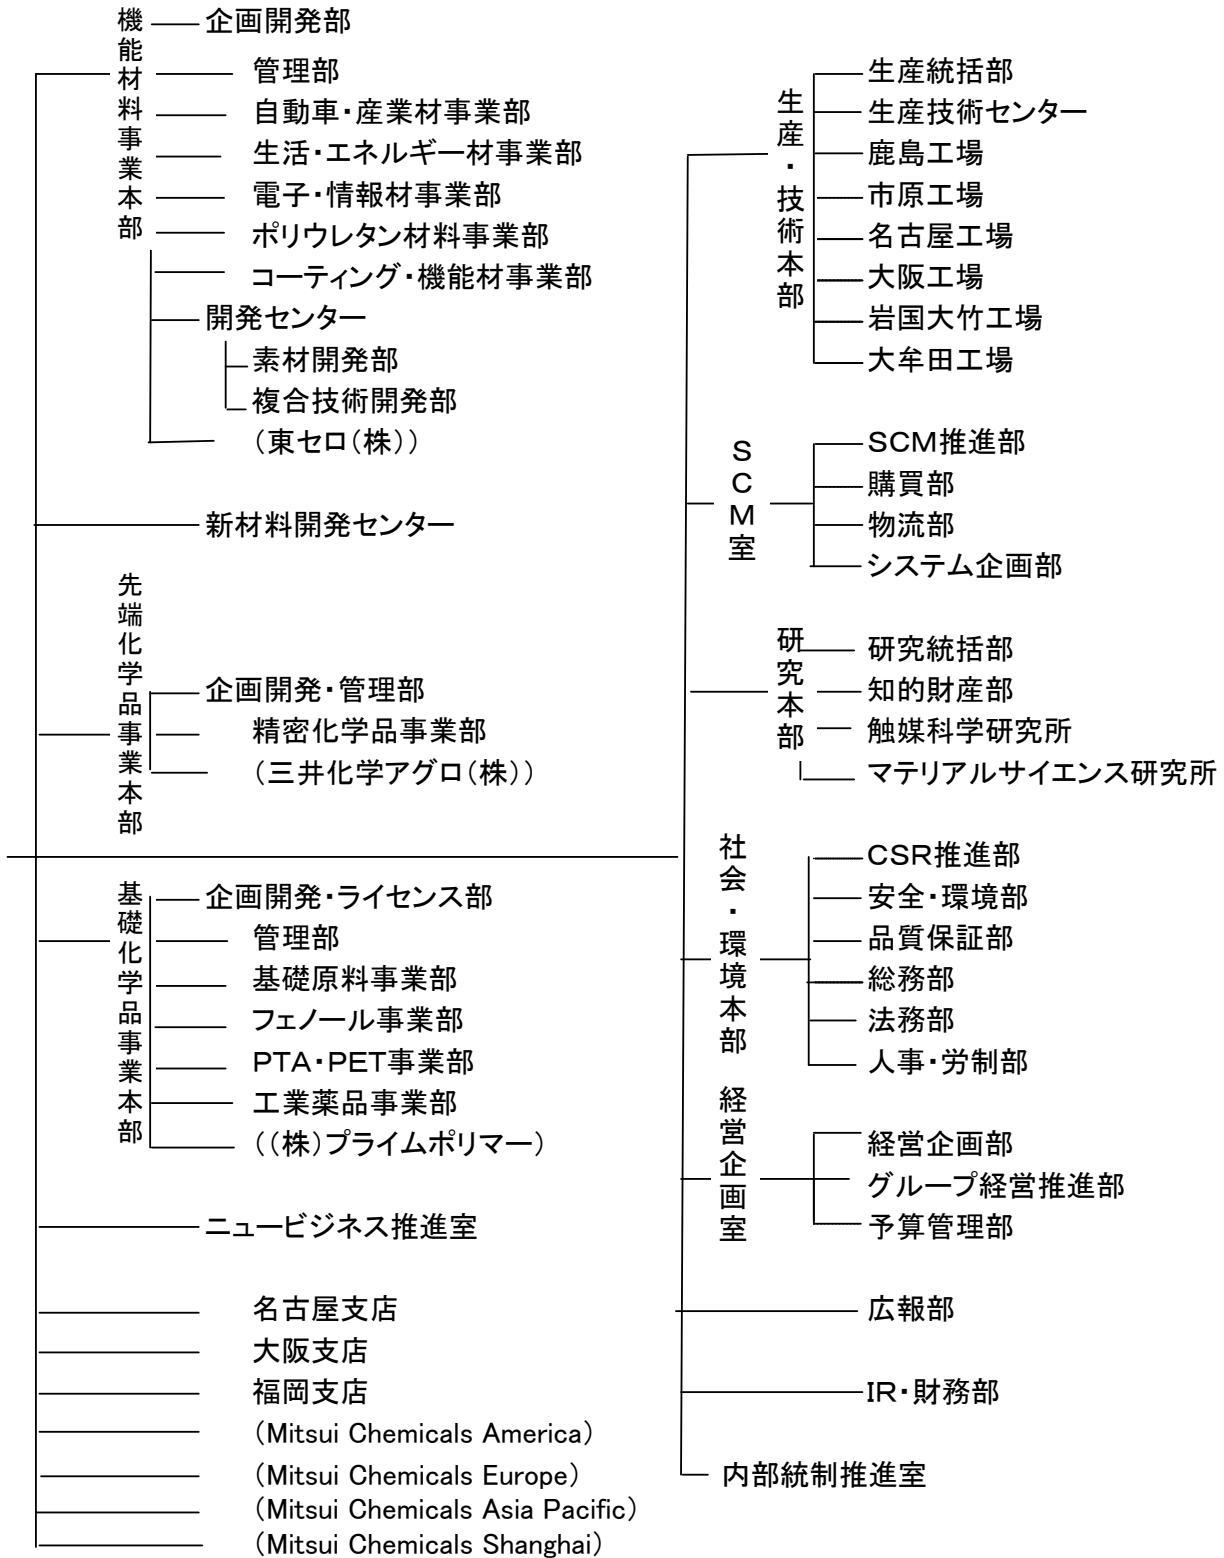 機能材料事業本部
企画開発部
管理部
自動車・産業材事業部
生活・エネルギー材事業部
電子・情報材事業部
ポリウレタン材料事業部
コーティング・機能材事業部
開発センター
素材開発部
複合技術開発部
（東セロ（株））
新材料開発センター
先端化学品事業本部
企画開発・管理部
精密化学品事業部
（三井化学アグロ（株））
基礎化学品事業本部
企画開発・ライセンス部
管理部
基礎原料事業部
フェノール事業部
PTA・PET事業部
工業薬品事業部
（（株）プライムポリマー）
ニュービジネス推進室
名古屋支店
大阪支店
福岡支店
（Mitsui Chemicals America）
（Mitsui Chemicals Europe）
（Mitsui Chemicals Asia Pacific）
（Mitsui Chemicals Shanghai）
生産・技術本部
生産統括部
生産技術センター
鹿島工場
市原工場
名古屋工場
大阪工場
岩国大竹工場
大牟田工場
SCM室
SCM推進部
購買部
物流部
システム企画部
研究本部
研究統括部
知的財産部
触媒科学研究所
マテリアルサイエンス研究所
社会・環境本部
CSR推進部
安全・環境部
品質保証部
総務部
法務部
人事・労制部
経営企画室
経営企画部
グループ経営推進部
予算管理部
広報部
IR・財務部
内部統制推進室